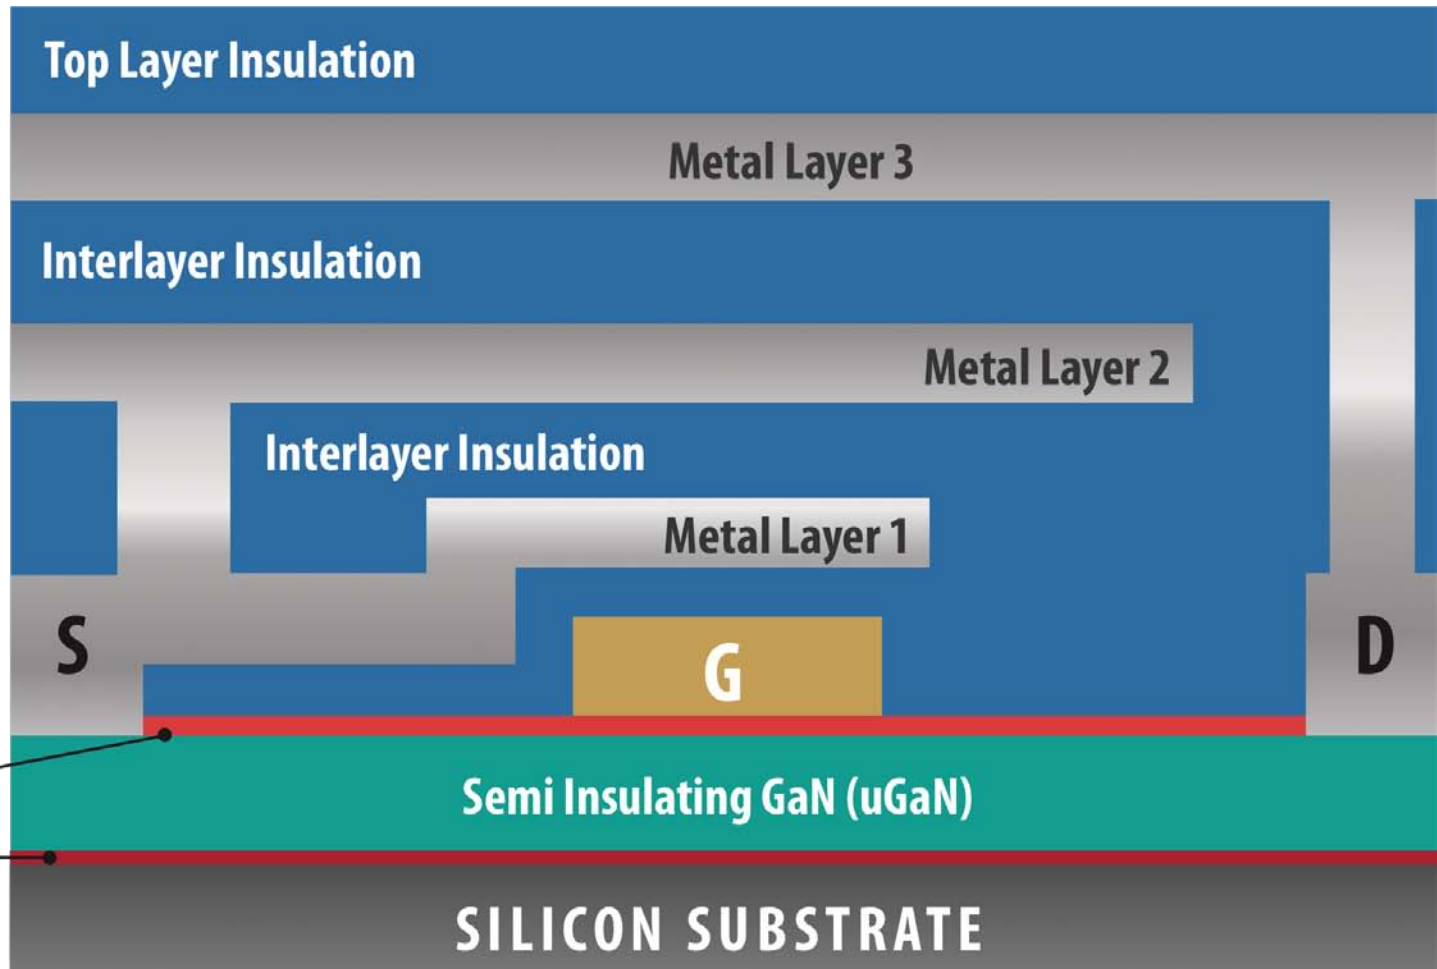 Top Layer Insulation
Metal Layer 3
Interlayer Insulation
Metal Layer 2
Interlayer Insulation
Metal Layer 1
S
G
D
Semi Insulating GaN (uGaN)
SILICON SUBSTRATE